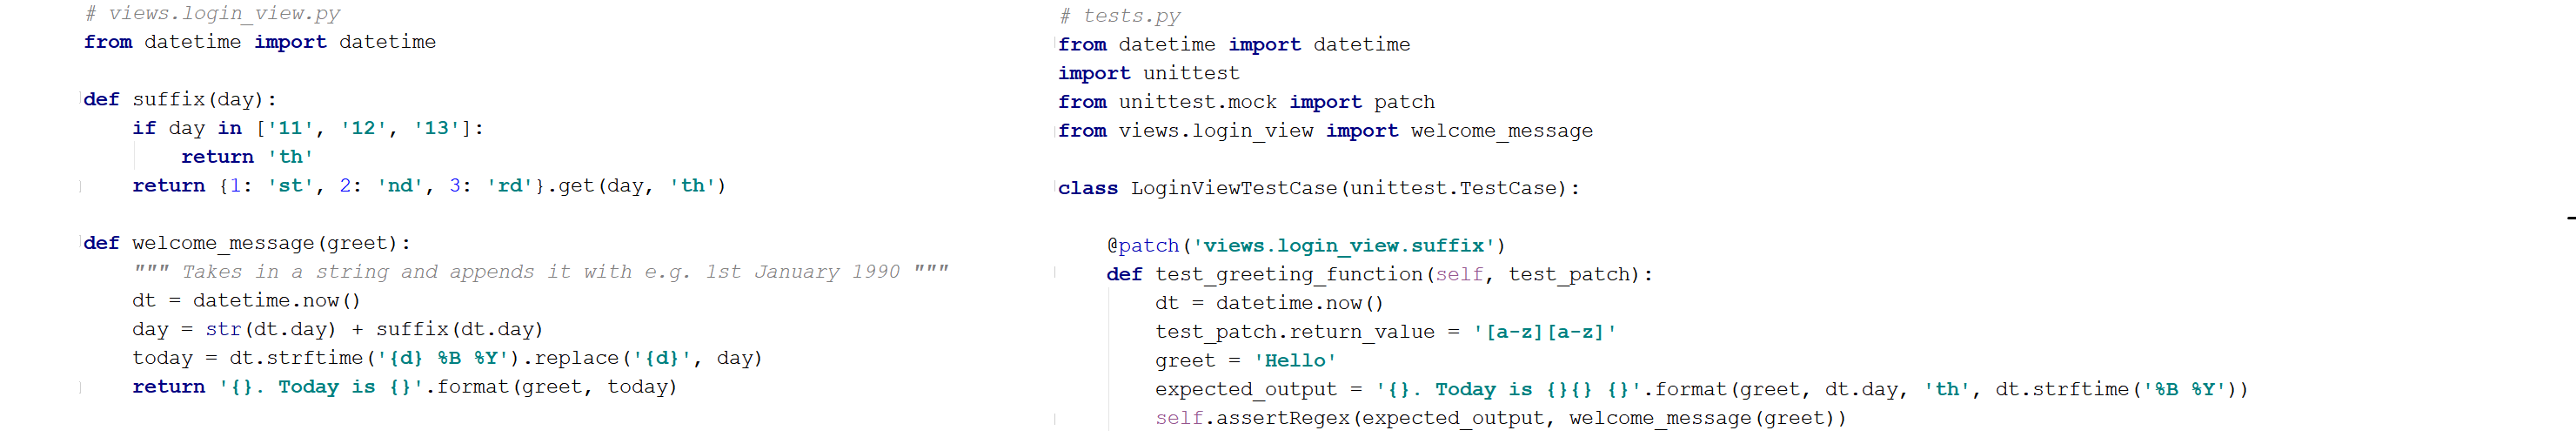 # views.login_view.py
from datetime import datetime

def suffix(day):
    if day in ['11', '12', '13']:
        return 'th'
    return {1: 'st', 2: 'nd', 3: 'rd'}.get(day, 'th')

def welcome_message(greet):
    """ Takes in a string and appends it with e.g. 1st January 1990 """
    dt = datetime.now()
    day = str(dt.day) + suffix(dt.day)
    today = dt.strftime('{d} %B %Y').replace('{d}', day)
    return '{}. Today is {}'.format(greet, today)

# tests.py
from datetime import datetime
import unittest
from unittest.mock import patch
from views.login_view import welcome_message

class LoginViewTestCase(unittest.TestCase):

    @patch('views.login_view.suffix')
    def test_greeting_function(self, test_patch):
        dt = datetime.now()
        test_patch.return_value = '[a-z][a-z]'
        greet = 'Hello'
        expected_output = '{}. Today is {}{} {}'.format(greet, dt.day, 'th', dt.strftime('%B %Y'))
        self.assertRegex(expected_output, welcome_message(greet))